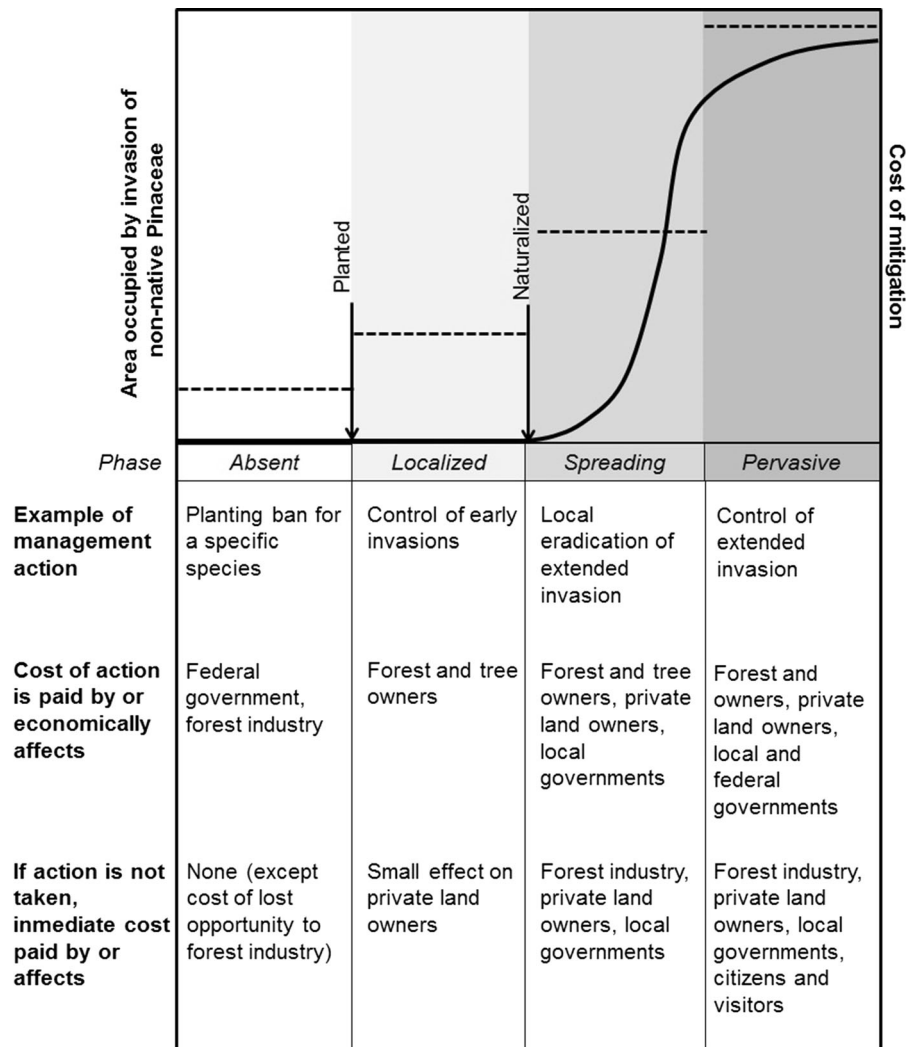 Area occupied by invasion of
non-native Pinaceae
Planted
Naturalized
Cost of mitigation
Phase
Absent
Localized
Spreading
Pervasive
Example of
management
action
Planting ban for
a specific
species
Control of early
invasions
Local
eradication of
extended
invasion
Control of
extended
invasion
Cost of action
is paid by or
economically
affects
Federal
government,
forest industry
Forest and tree
owners
Forest and tree
owners, private
land owners,
local
governments
Forest and
owners, private
land owners,
local and
federal
governments
If action is not
taken,
inmediate cost
paid by or
affects
None (except
cost of lost
opportunity to
forest industry)
Small effect on
private land
owners
Forest industry,
private land
owners, local
governments
Forest industry,
private land
owners, local
governments,
citizens and
visitors